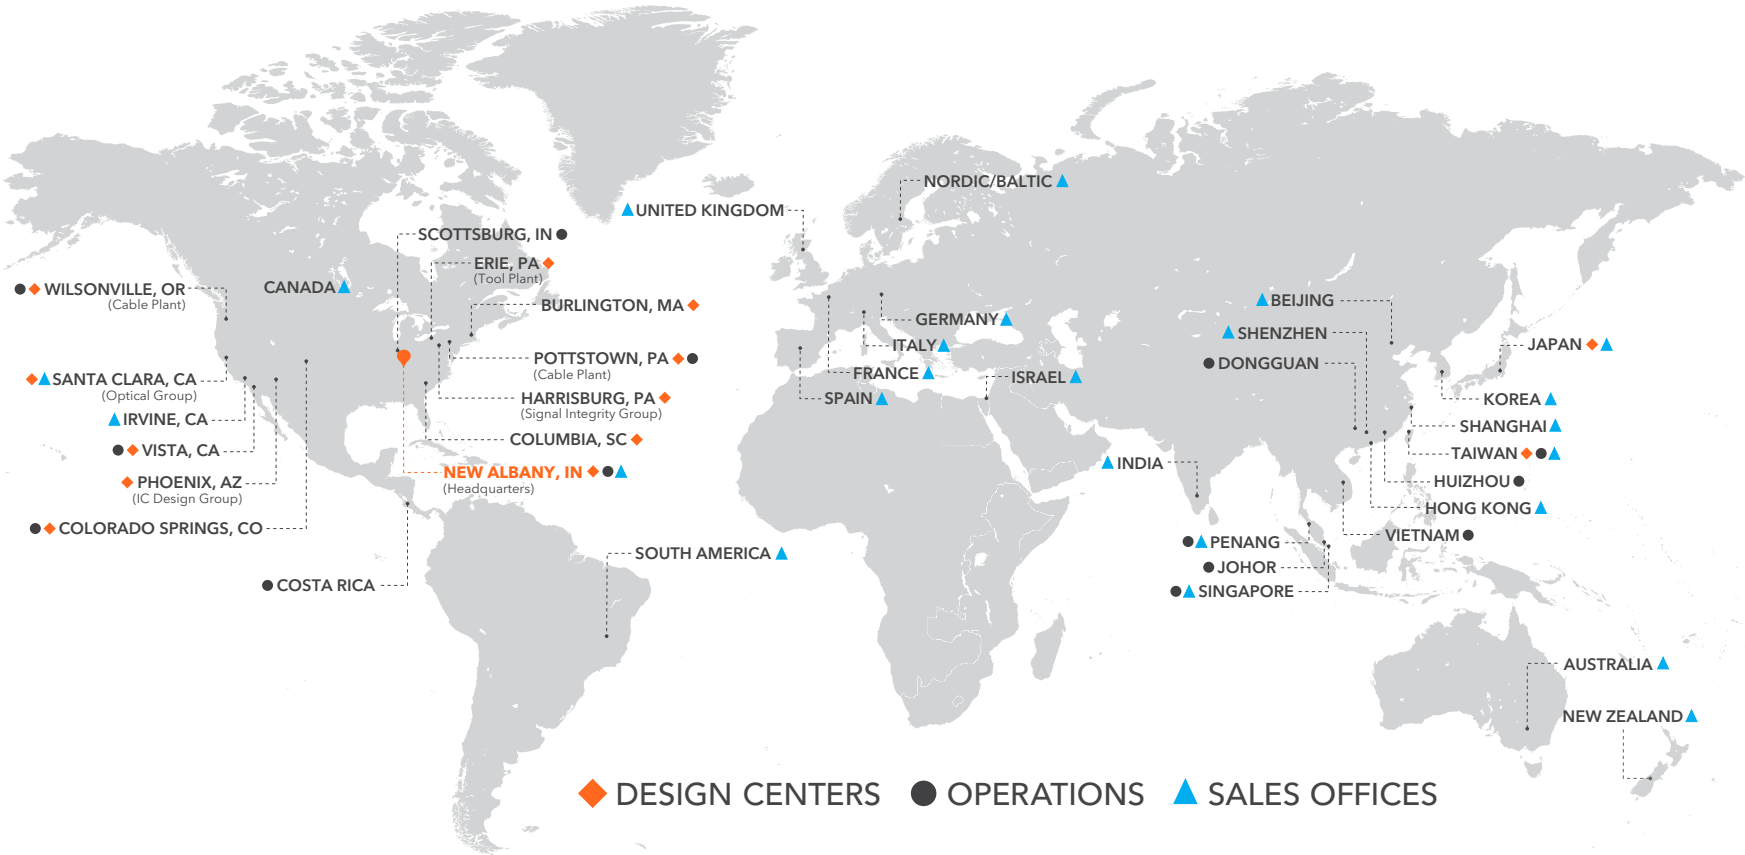 NORDIC/BALTIC
UNITED KINGDOM
SCOTTSBURG, IN
ERIE, PA
(Tool Plant)
WILSONVILLE, OR
(Cable Plant)
CANADA
BURLINGTON, MA
BEIJING
GERMANY
SHENZHEN
ITALY
JAPAN
POTTSTOWN, PA
(Cable Plant)
DONGGUAN
FRANCE
ISRAEL
SANTA CLARA, CA
(Optical Group)
HARRISBURG, PA
(Signal Integrity Group)
SPAIN
KOREA
IRVINE, CA
SHANGHAI
COLUMBIA, SC
VISTA, CA
TAIWAN
INDIA
NEW ALBANY, IN
(Headquarters)
PHOENIX, AZ
(IC Design Group)
HUIZHOU
HONG KONG
COLORADO SPRINGS, CO
VIETNAM
PENANG
SOUTH AMERICA
JOHOR
COSTA RICA
SINGAPORE
AUSTRALIA
NEW ZEALAND
DESIGN CENTERS OPERATIONS SALES OFFICES